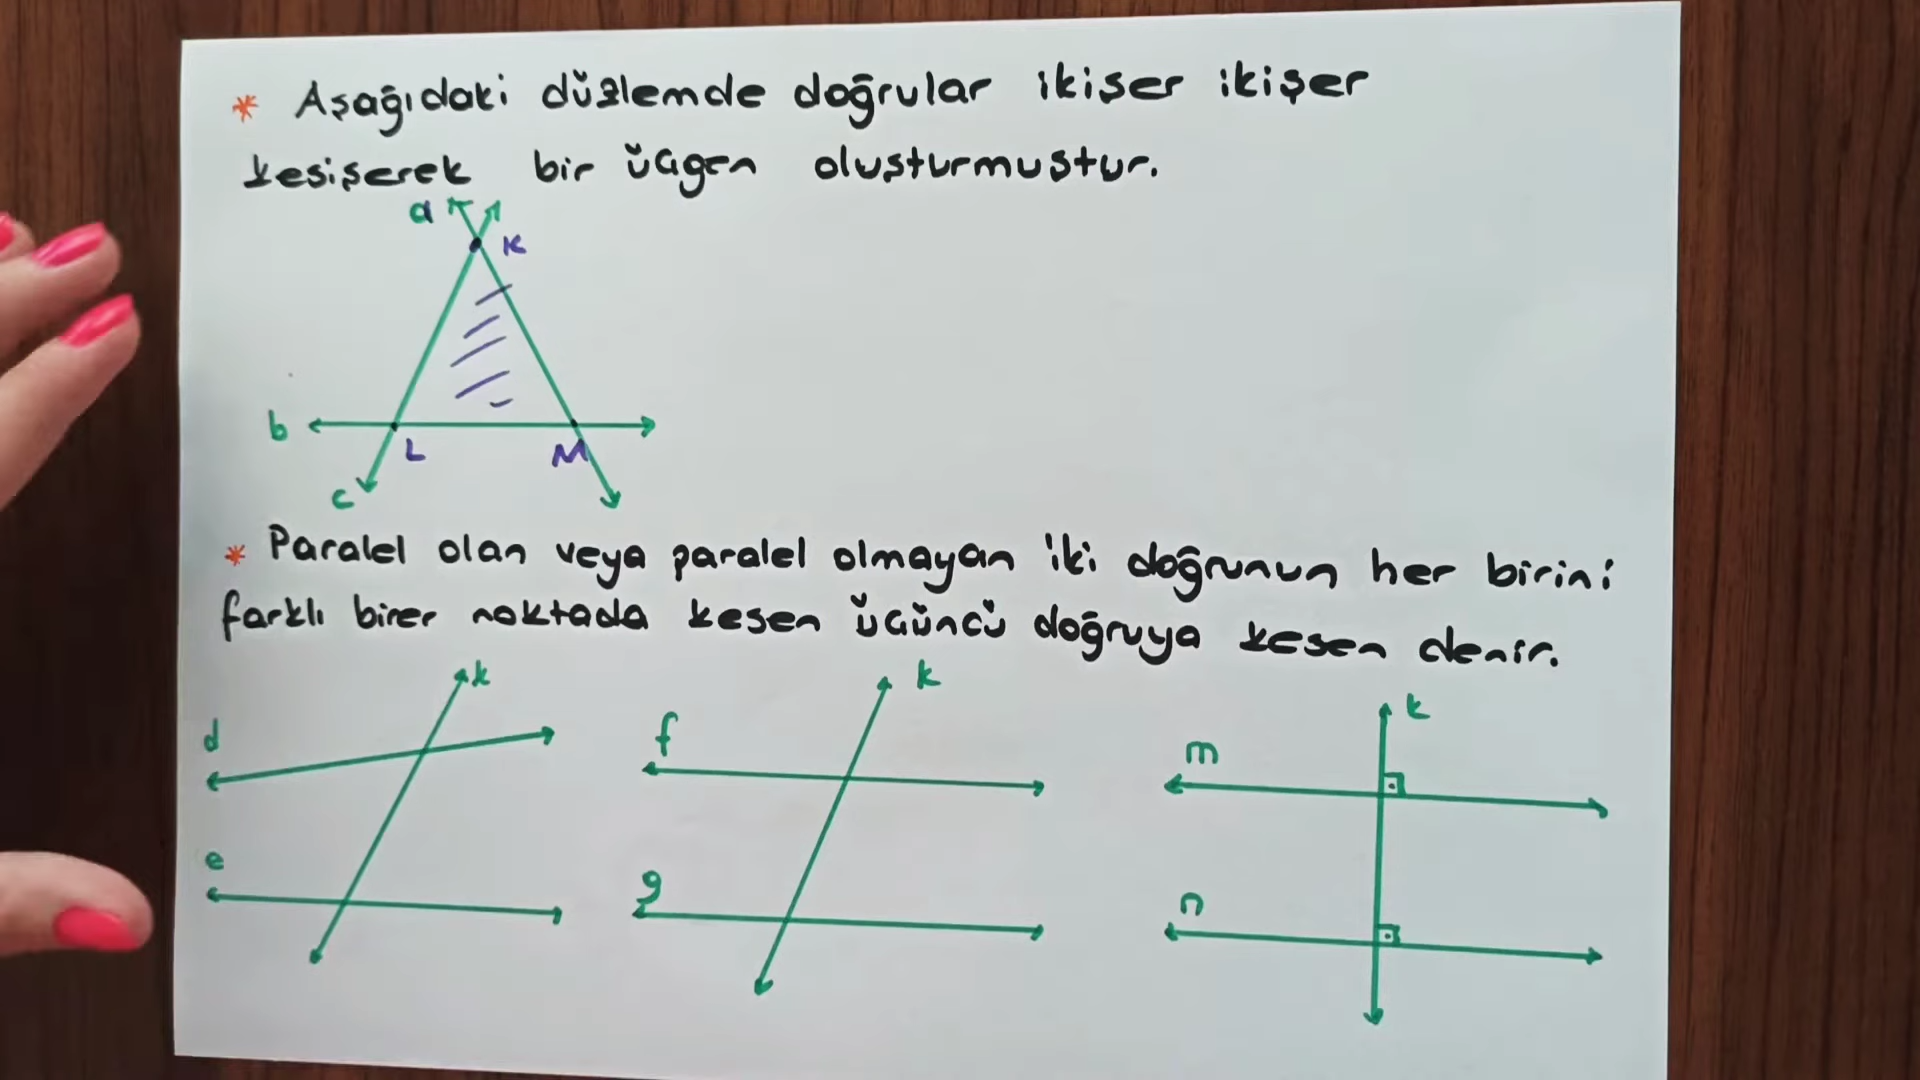 * Aşağıdaki düzlemde doğrular ikişer ikişer
kesişerek bir üçgen oluşturmuştur.
a
K
b
L
M
c
* Paralel olan veya paralel olmayan iki doğrunun her birini
farklı birer noktada kesen üçüncü doğruya kesen denir.
k
k
k
d
f
m
e
g
n